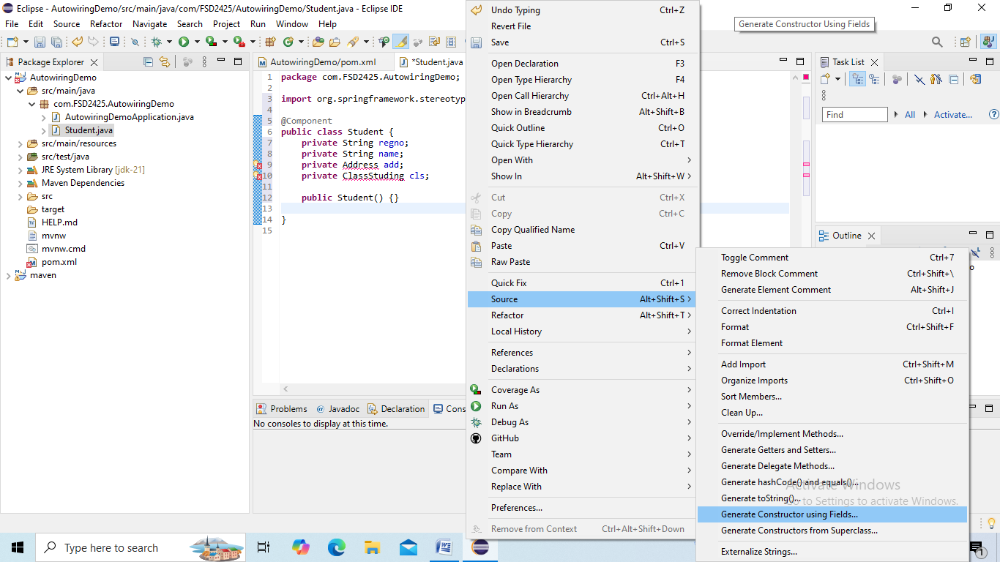 Eclipse - AutowiringDemo/src/main/java/com/FSD2425/AutowiringDemo/Student.java - Eclipse IDE
File Edit Source Refactor Navigate Search Project Run Window Help
Generate Constructor Using Fields
Package Explorer
AutowiringDemo
src/main/java
com.FSD2425.AutowiringDemo
AutowiringDemoApplication.java
Student.java
src/main/resources
src/test/java
JRE System Library [jdk-21]
Maven Dependencies
src
target
HELP.md
mvnw
mvnw.cmd
pom.xml
maven
AutowiringDemo/pom.xml
*Student.java
1 package com.FSD2425.AutowiringDemo;
2
3 import org.springframework.stereotyp
4
5 @Component
6 public class Student {
7 private String regno;
8 private String name;
9 private Address add;
10 private ClassStuding cls;
11
12 public Student() {}
13
14 }
15
Problems @ Javadoc Declaration Cons
No consoles to display at this time.
Undo Typing Ctrl+Z
Revert File
Save Ctrl+S
Open Declaration F3
Open Type Hierarchy F4
Open Call Hierarchy Ctrl+Alt+H
Show in Breadcrumb Alt+Shift+B
Quick Outline Ctrl+O
Quick Type Hierarchy Ctrl+T
Open With
Show In Alt+Shift+W
Cut Ctrl+X
Copy Ctrl+C
Copy Qualified Name
Paste Ctrl+V
Raw Paste
Quick Fix Ctrl+1
Source Alt+Shift+S
Refactor Alt+Shift+T
Local History
References
Declarations
Coverage As
Run As
Debug As
GitHub
Team
Compare With
Replace With
Preferences...
Remove from Context Ctrl+Alt+Shift+Down
Task List
Find All Activate...
Outline
Toggle Comment Ctrl+7
Remove Block Comment Ctrl+Shift+\
Generate Element Comment Alt+Shift+J
Correct Indentation Ctrl+I
Format Ctrl+Shift+F
Format Element
Add Import Ctrl+Shift+M
Organize Imports Ctrl+Shift+O
Sort Members...
Clean Up...
Override/Implement Methods...
Generate Getters and Setters...
Generate Delegate Methods...
Generate hashCode() and equals()...
Generate toString()...
Generate Constructor using Fields...
Generate Constructors from Superclass...
Externalize Strings...
Activate Windows
Go to Settings to activate Windows.
Type here to search
1